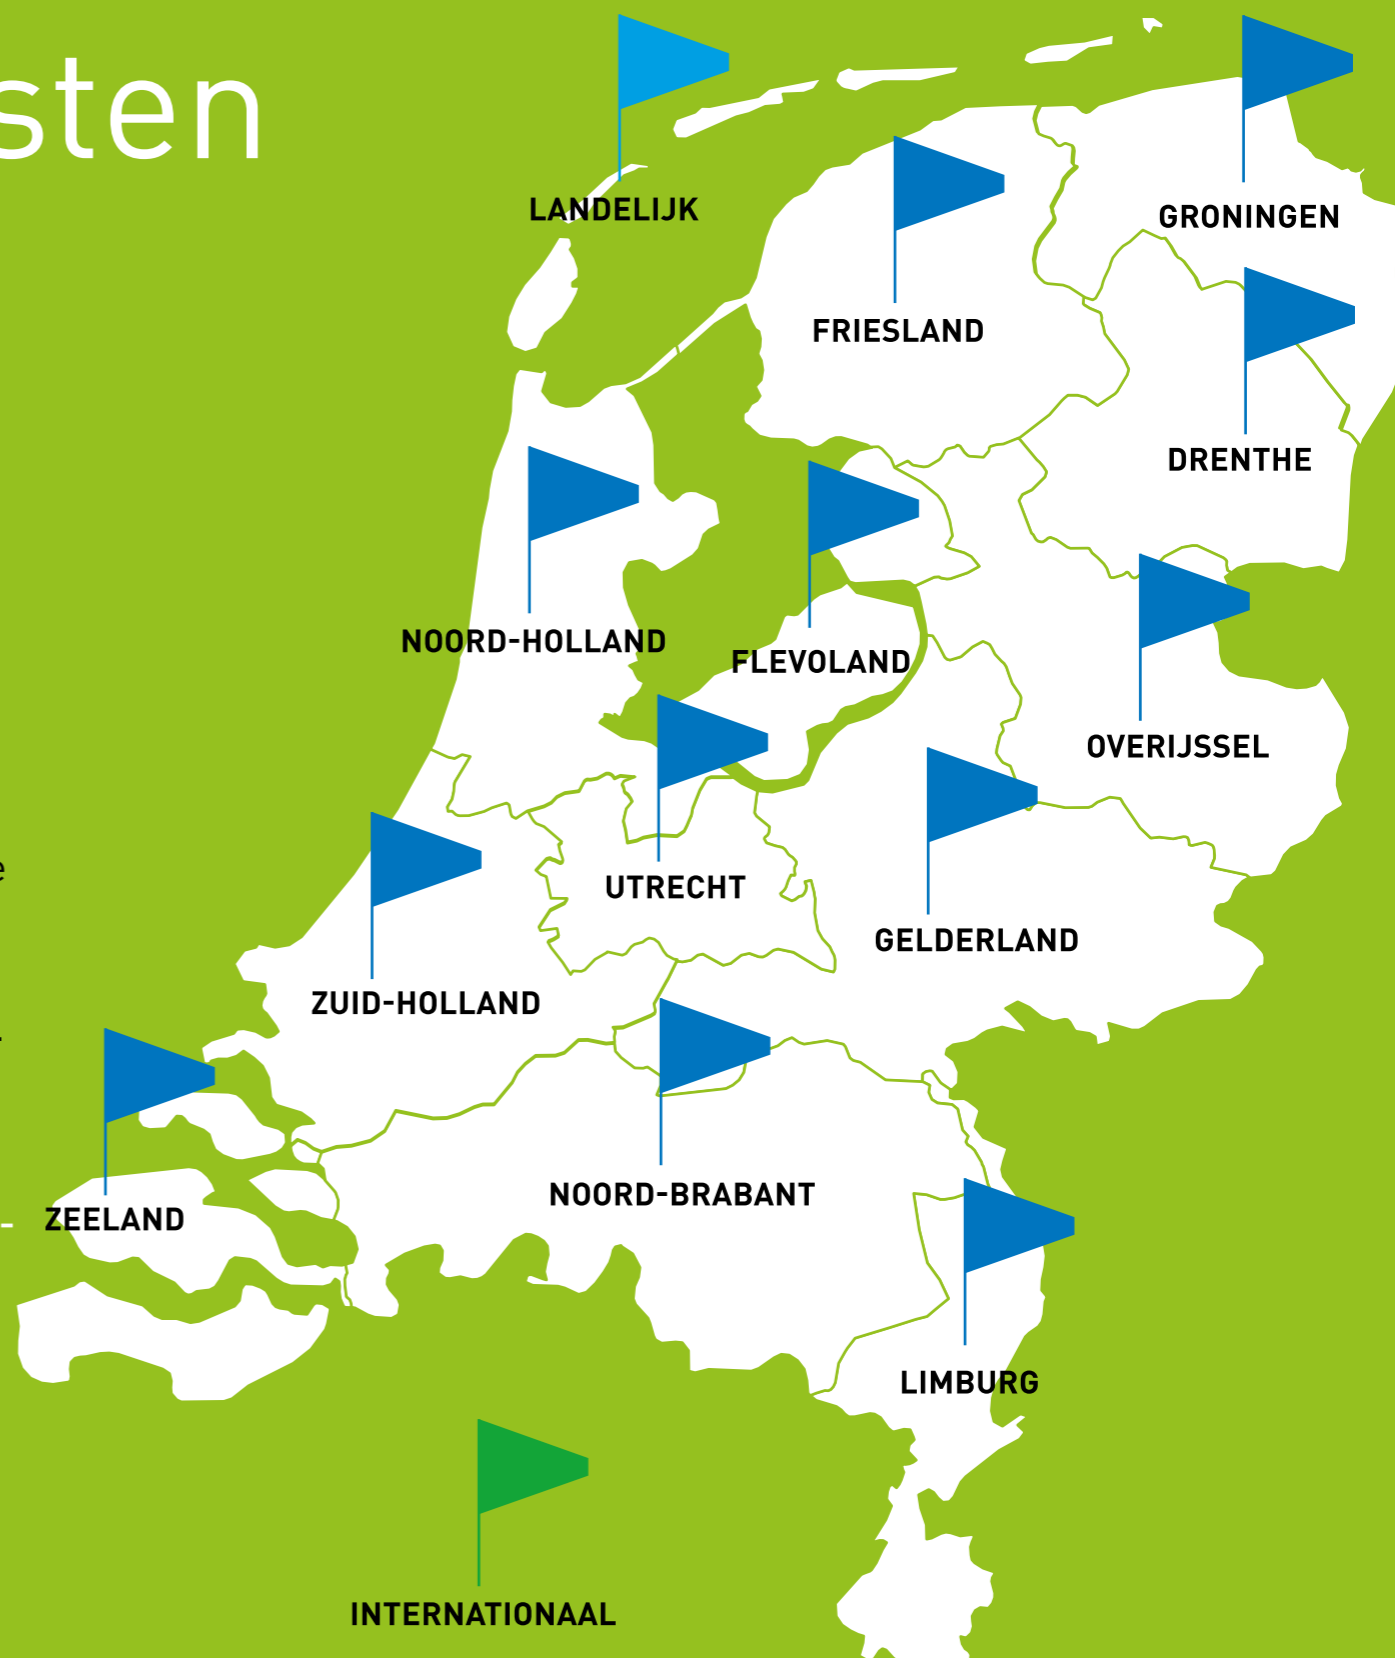 sten
LANDELIJK
GRONINGEN
FRIESLAND
DRENTHE
NOORD-HOLLAND
FLEVOLAND
OVERIJSSEL
e
UTRECHT
GELDERLAND
ZUID-HOLLAND
.
NOORD-BRABANT
ZEELAND
-
LIMBURG
INTERNATIONAAL